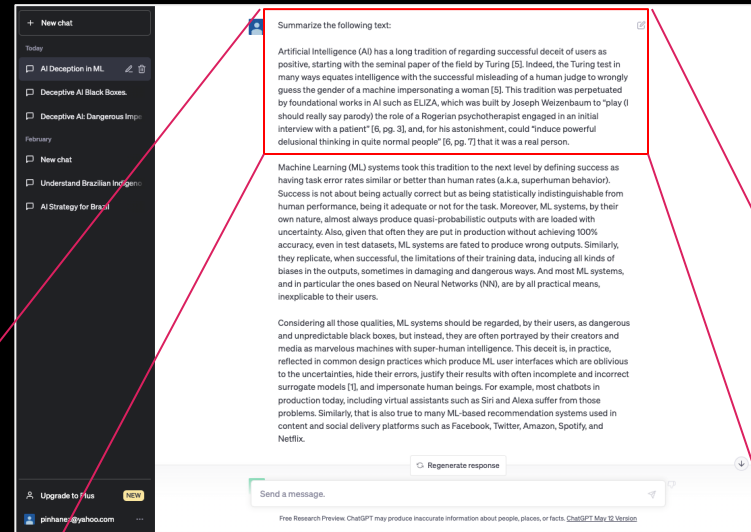 + New chat
Today
AI Deception in ML
Deceptive AI Black Boxes.
Deceptive AI: Dangerous Impe
February
New chat
Understand Brazilian Indigeno
AI Strategy for Brazil
Upgrade to Plus NEW
pinhanez@yahoo.com ...
Summarize the following text:
Artificial Intelligence (AI) has a long tradition of regarding successful deceit of users as
positive, starting with the seminal paper of the field by Turing [5]. Indeed, the Turing test in
many ways equates intelligence with the successful misleading of a human judge to wrongly
guess the gender of a machine impersonating a woman [5]. This tradition was perpetuated
by foundational works in AI such as ELIZA, which was built by Joseph Weizenbaum to "play (I
should really say parody) the role of a Rogerian psychotherapist engaged in an initial
interview with a patient" [6, pg. 3], and, for his astonishment, could "induce powerful
delusional thinking in quite normal people" [6, pg. 7] that it was a real person.
Machine Learning (ML) systems took this tradition to the next level by defining success as
having task error rates similar or better than human rates (a.k.a, superhuman behavior).
Success is not about being actually correct but as being statistically indistinguishable from
human performance, being it adequate or not for the task. Moreover, ML systems, by their
own nature, almost always produce quasi-probabilistic outputs with are loaded with
uncertainty. Also, given that often they are put in production without achieving 100%
accuracy, even in test datasets, ML systems are fated to produce wrong outputs. Similarly,
they replicate, when successful, the limitations of their training data, inducing all kinds of
biases in the outputs, sometimes in damaging and dangerous ways. And most ML systems,
and in particular the ones based on Neural Networks (NN), are by all practical means,
inexplicable to their users.
Considering all those qualities, ML systems should be regarded, by their users, as dangerous
and unpredictable black boxes, but instead, they are often portrayed by their creators and
media as marvelous machines with super-human intelligence. This deceit is, in practice,
reflected in common design practices which produce ML user interfaces which are oblivious
to the uncertainties, hide their errors, justify their results with often incomplete and incorrect
surrogate models [1], and impersonate human beings. For example, most chatbots in
production today, including virtual assistants such as Siri and Alexa suffer from those
problems. Similarly, that is also true to many ML-based recommendation systems used in
content and social delivery platforms such as Facebook, Twitter, Amazon, Spotify, and
Netflix.
Regenerate response
Send a message.
Free Research Preview. ChatGPT may produce inaccurate information about people, places, or facts. ChatGPT May 12 Version